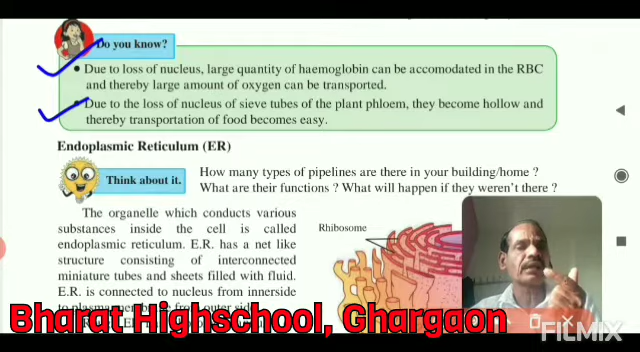 Do you know?
• Due to loss of nucleus, large quantity of haemoglobin can be accomodated in the RBC
and thereby large amount of oxygen can be transported.
• Due to the loss of nucleus of sieve tubes of the plant phloem, they become hollow and
thereby transportation of food becomes easy.
Endoplasmic Reticulum (ER)
Think about it.
How many types of pipelines are there in your building/home ?
What are their functions ? What will happen if they weren't there ?
The organelle which conducts various
substances inside the cell is called
endoplasmic reticulum. E.R. has a net like
structure consisting of interconnected
miniature tubes and sheets filled with fluid.
E.R. is connected to nucleus from innerside
Rhibosome
Bharat Highschool, Ghargaon
FILMIX